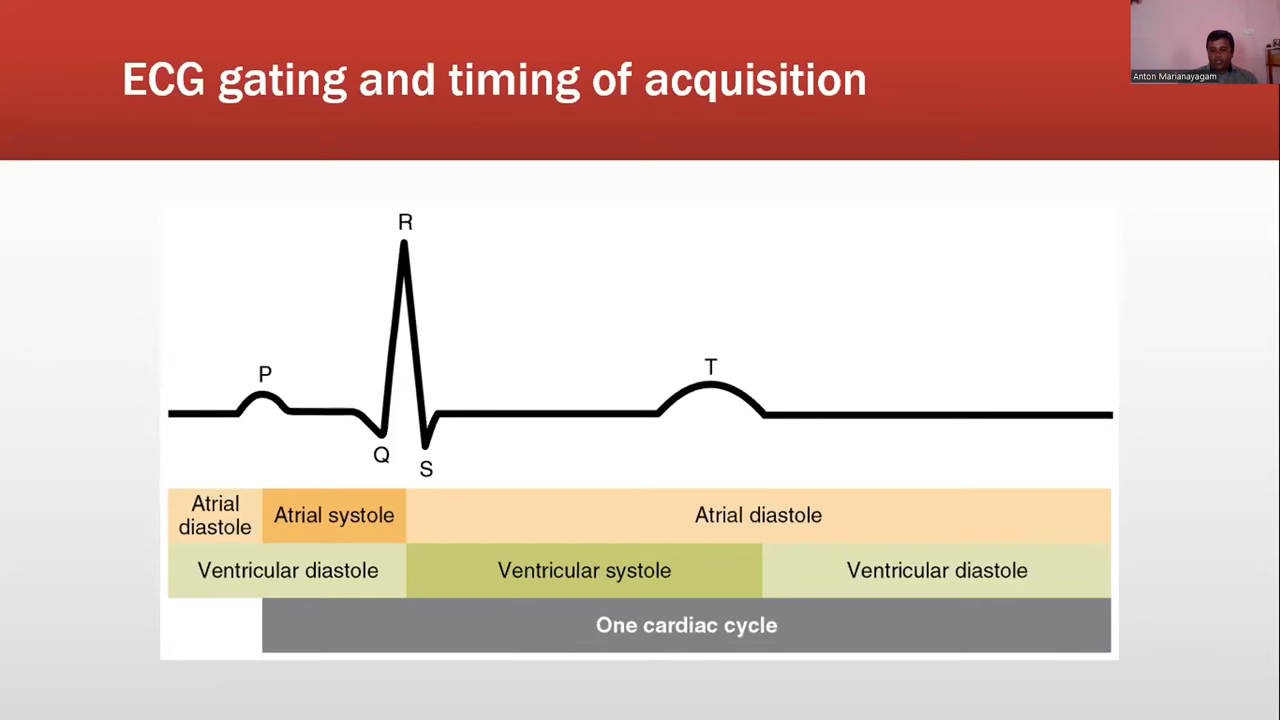 ECG gating and timing of acquisition
Anton Marianayagam
R
P
T
Q
S
Atrial
diastole
Atrial systole
Atrial diastole
Ventricular diastole
Ventricular systole
Ventricular diastole
One cardiac cycle